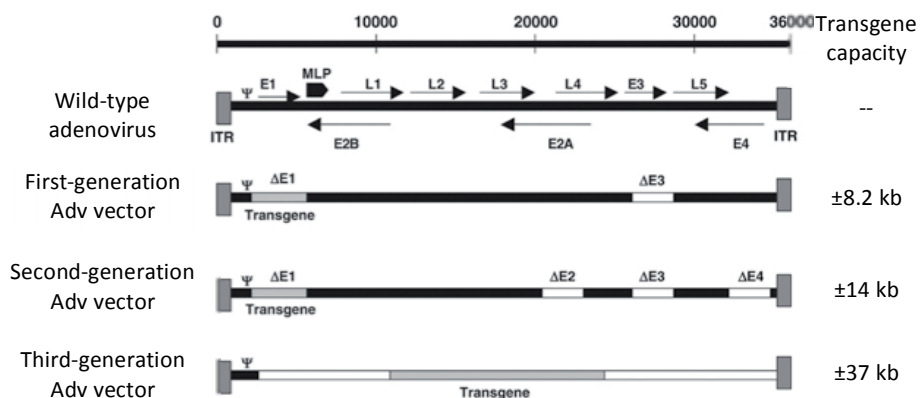 0 10000 20000 30000 36000 Transgene
capacity
Wild-type
adenovirus
Ψ E1 MLP L1 L2 L3 L4 E3 L5 --
ITR E2B E2A E4 ITR
First-generation
Adv vector
Ψ ΔE1 ΔE3 ±8.2 kb
Transgene
Second-generation
Adv vector
Ψ ΔE1 ΔE2 ΔE3 ΔE4 ±14 kb
Transgene
Third-generation
Adv vector
Ψ ±37 kb
Transgene